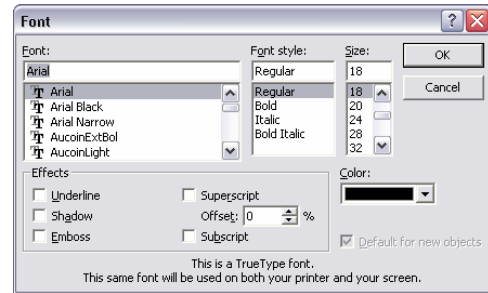 Font
Font: Font style: Size:
Arial Regular 18 OK
Arial Regular 18 Cancel
Arial Black Bold 20
Arial Narrow Italic 24
AucoinExtBol Bold Italic 28
AucoinLight 32
Effects Color:
Underline Superscript
Shadow Offset: 0 %
Emboss Subscript Default for new objects
This is a TrueType font.
This same font will be used on both your printer and your screen.